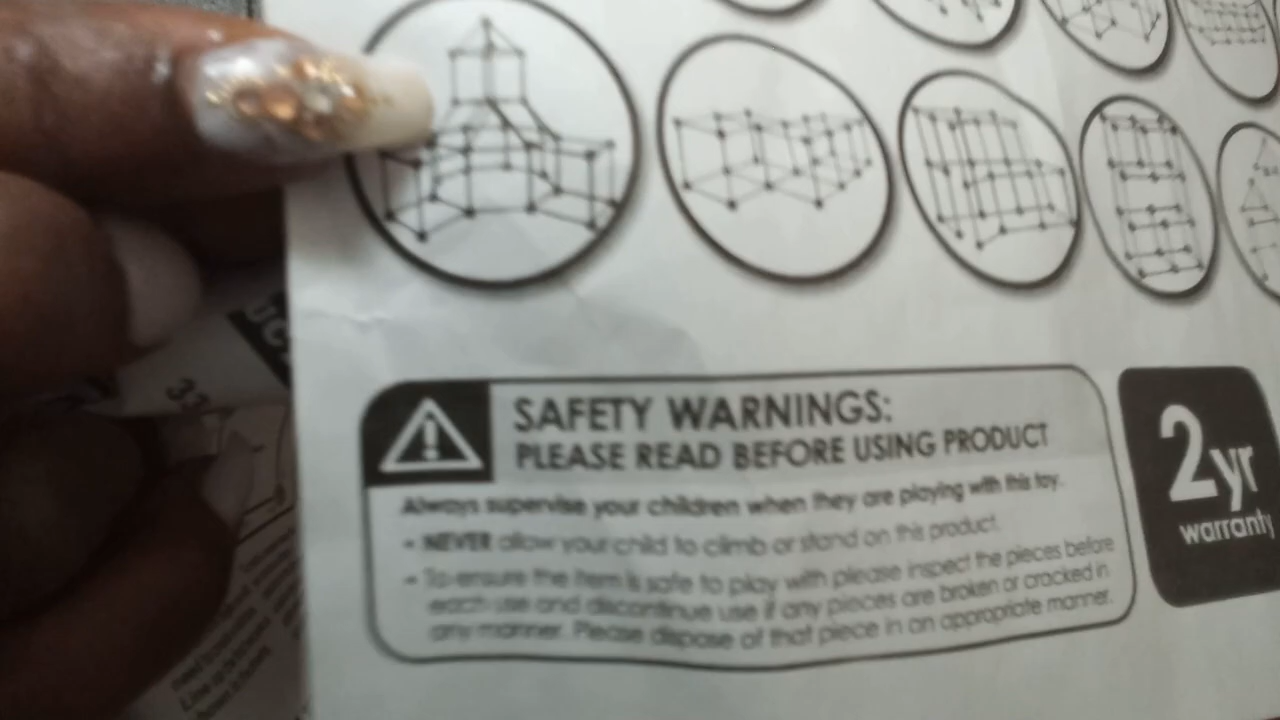 33
SAFETY WARNINGS:
PLEASE READ BEFORE USING PRODUCT
Always supervise your children when they are playing with this toy.
- NEVER allow your child to climb or stand on this product.
- To ensure the item is safe to play with please inspect the pieces before
each use and discontinue use if any pieces are broken or cracked in
any manner. Please dispose of that piece in an appropriate manner.
2yr
warranty